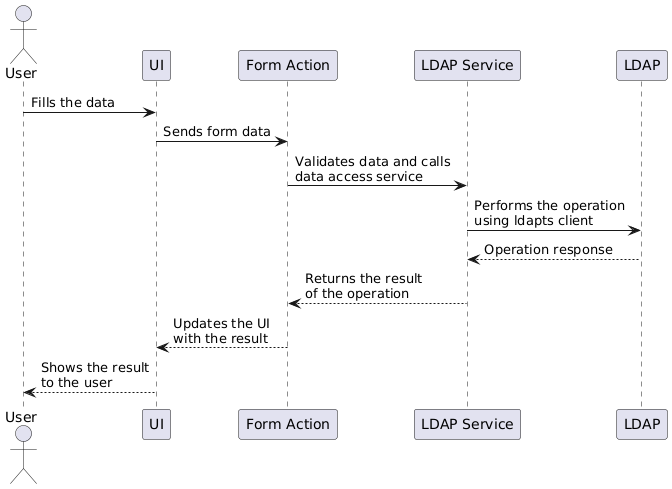 User
UI
Form Action
LDAP Service
LDAP
Fills the data
Sends form data
Validates data and calls
data access service
Performs the operation
using ldapts client
Operation response
Returns the result
of the operation
Updates the UI
with the result
Shows the result
to the user
User
UI
Form Action
LDAP Service
LDAP